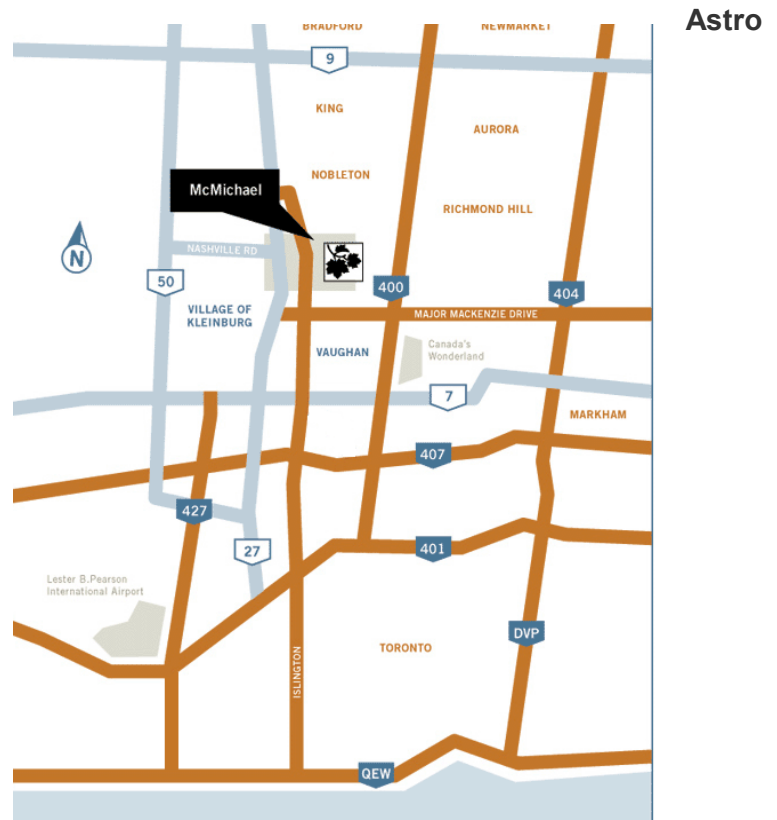 Astro
BRADFORD
NEWMARKET
9
KING
AURORA
NOBLETON
McMichael
RICHMOND HILL
N
NASHVILLE RD
50
400
404
VILLAGE OF
KLEINBURG
MAJOR MACKENZIE DRIVE
VAUGHAN
Canada's
Wonderland
7
MARKHAM
407
427
27
401
Lester B.Pearson
International Airport
DVP
TORONTO
ISLINGTON
QEW